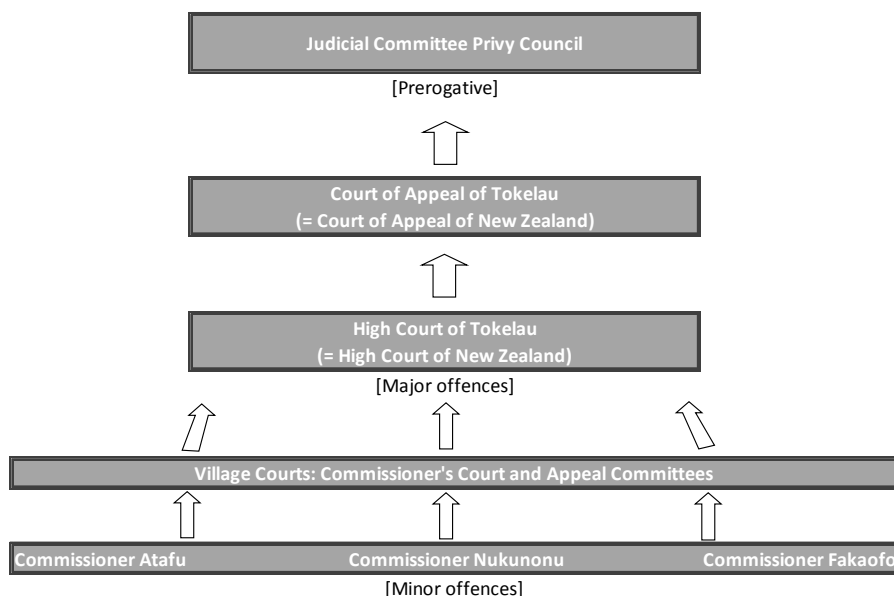 Judicial Committee Privy Council
[Prerogative]
Court of Appeal of Tokelau
(= Court of Appeal of New Zealand)
High Court of Tokelau
(= High Court of New Zealand)
[Major offences]
Village Courts: Commissioner's Court and Appeal Committees
Commissioner Atafu Commissioner Nukunonu Commissioner Fakaofo
[Minor offences]